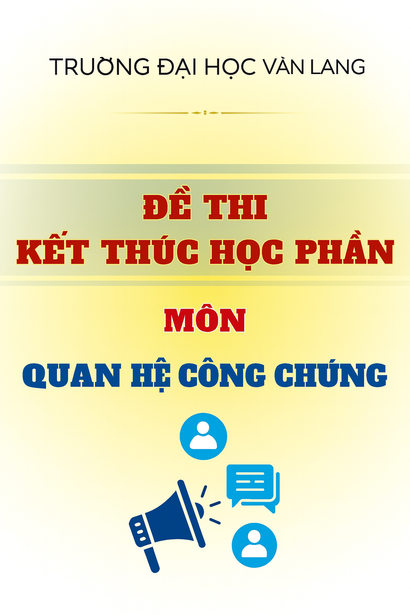 TRƯỜNG ĐẠI HỌC VĂN LANG
ĐỀ THI
KẾT THÚC HỌC PHẦN
MÔN
QUAN HỆ CÔNG CHÚNG